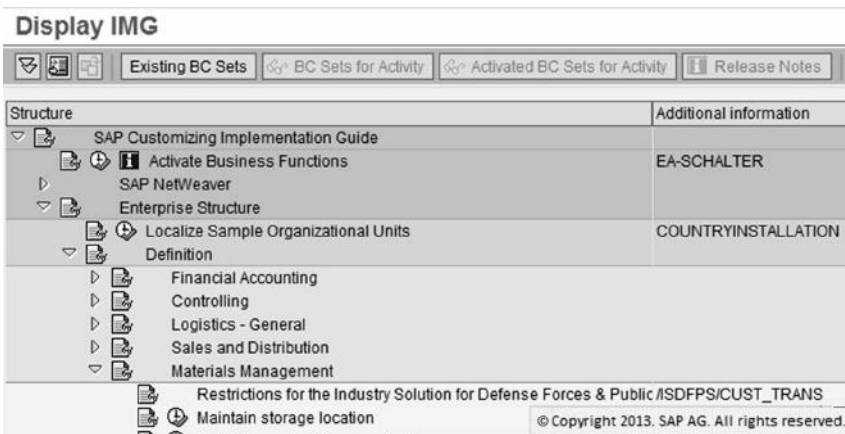 Display IMG
Existing BC Sets BC Sets for Activity Activated BC Sets for Activity Release Notes
Structure Additional information
SAP Customizing Implementation Guide
Activate Business Functions EA-SCHALTER
SAP NetWeaver
Enterprise Structure
Localize Sample Organizational Units COUNTRYINSTALLATION
Definition
Financial Accounting
Controlling
Logistics - General
Sales and Distribution
Materials Management
Restrictions for the Industry Solution for Defense Forces & Public /ISDFPS/CUST_TRANS
Maintain storage location
© Copyright 2013. SAP AG. All rights reserved.